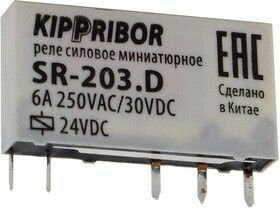 KIPPRIBOR
реле силовое миниатюрное
SR-203.D
6A 250VAC/30VDC
24VDC
EAC
Сделано
в Китае